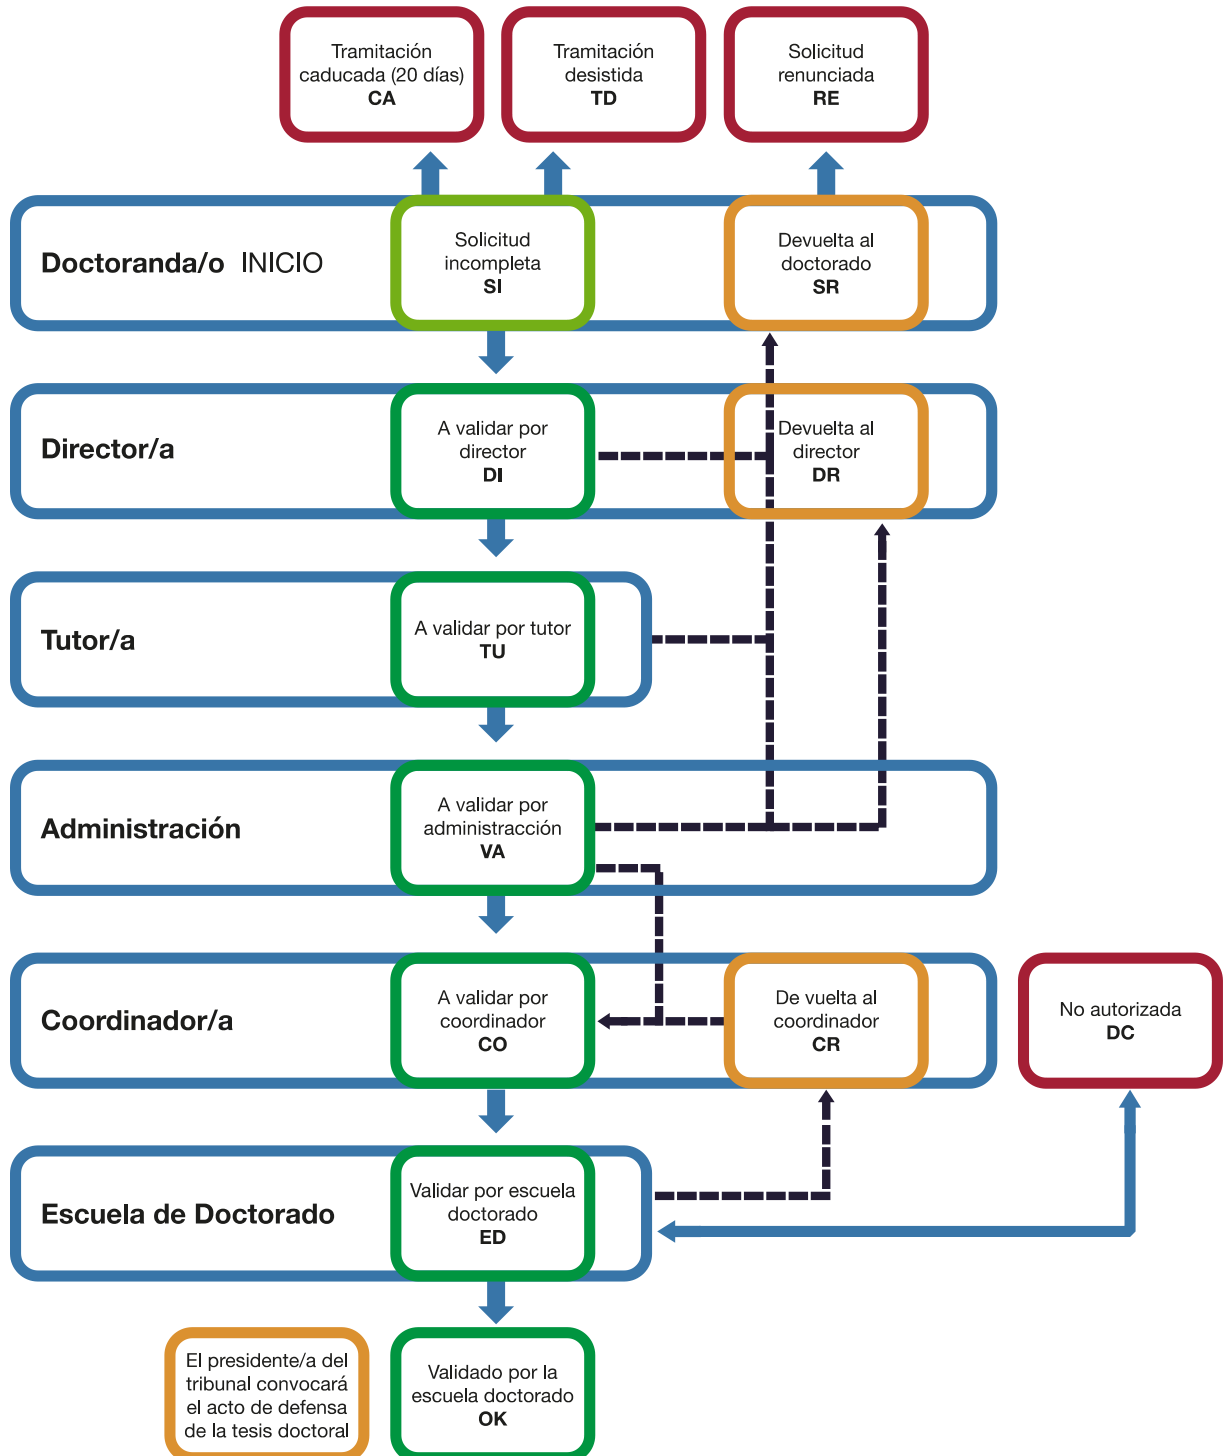 Tramitación
caducada (20 días)
CA
Tramitación
desistida
TD
Solicitud
renunciada
RE
Doctoranda/o INICIO
Solicitud
incompleta
SI
Devuelta al
doctorado
SR
Director/a
A validar por
director
DI
Devuelta al
director
DR
Tutor/a
A validar por tutor
TU
Administración
A validar por
administracción
VA
Coordinador/a
A validar por
coordinador
CO
De vuelta al
coordinador
CR
No autorizada
DC
Escuela de Doctorado
Validar por escuela
doctorado
ED
El presidente/a del
tribunal convocará
el acto de defensa
de la tesis doctoral
Validado por la
escuela doctorado
OK